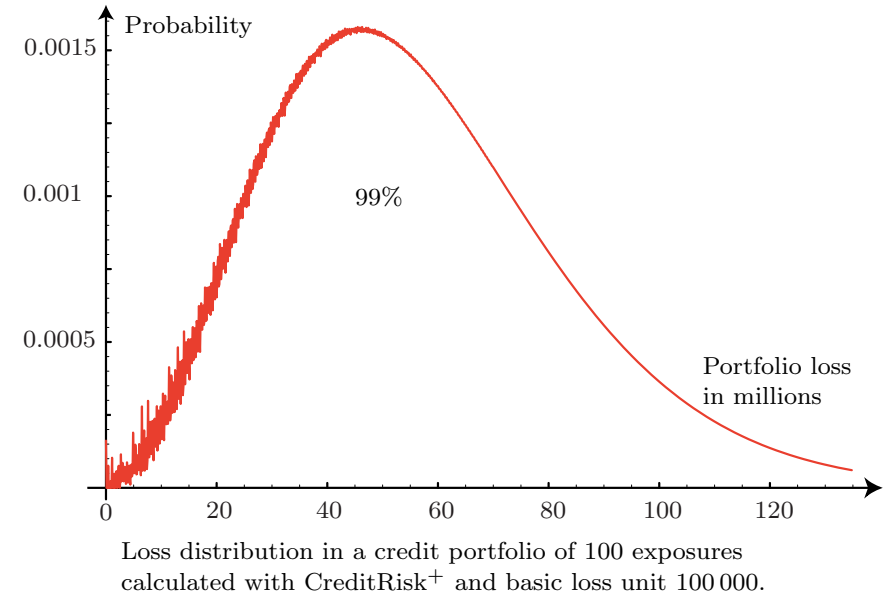 Probability
0.0015
0.001
99%
0.0005
Portfolio loss
in millions
0 20 40 60 80 100 120
Loss distribution in a credit portfolio of 100 exposures
calculated with CreditRisk⁺ and basic loss unit 100 000.